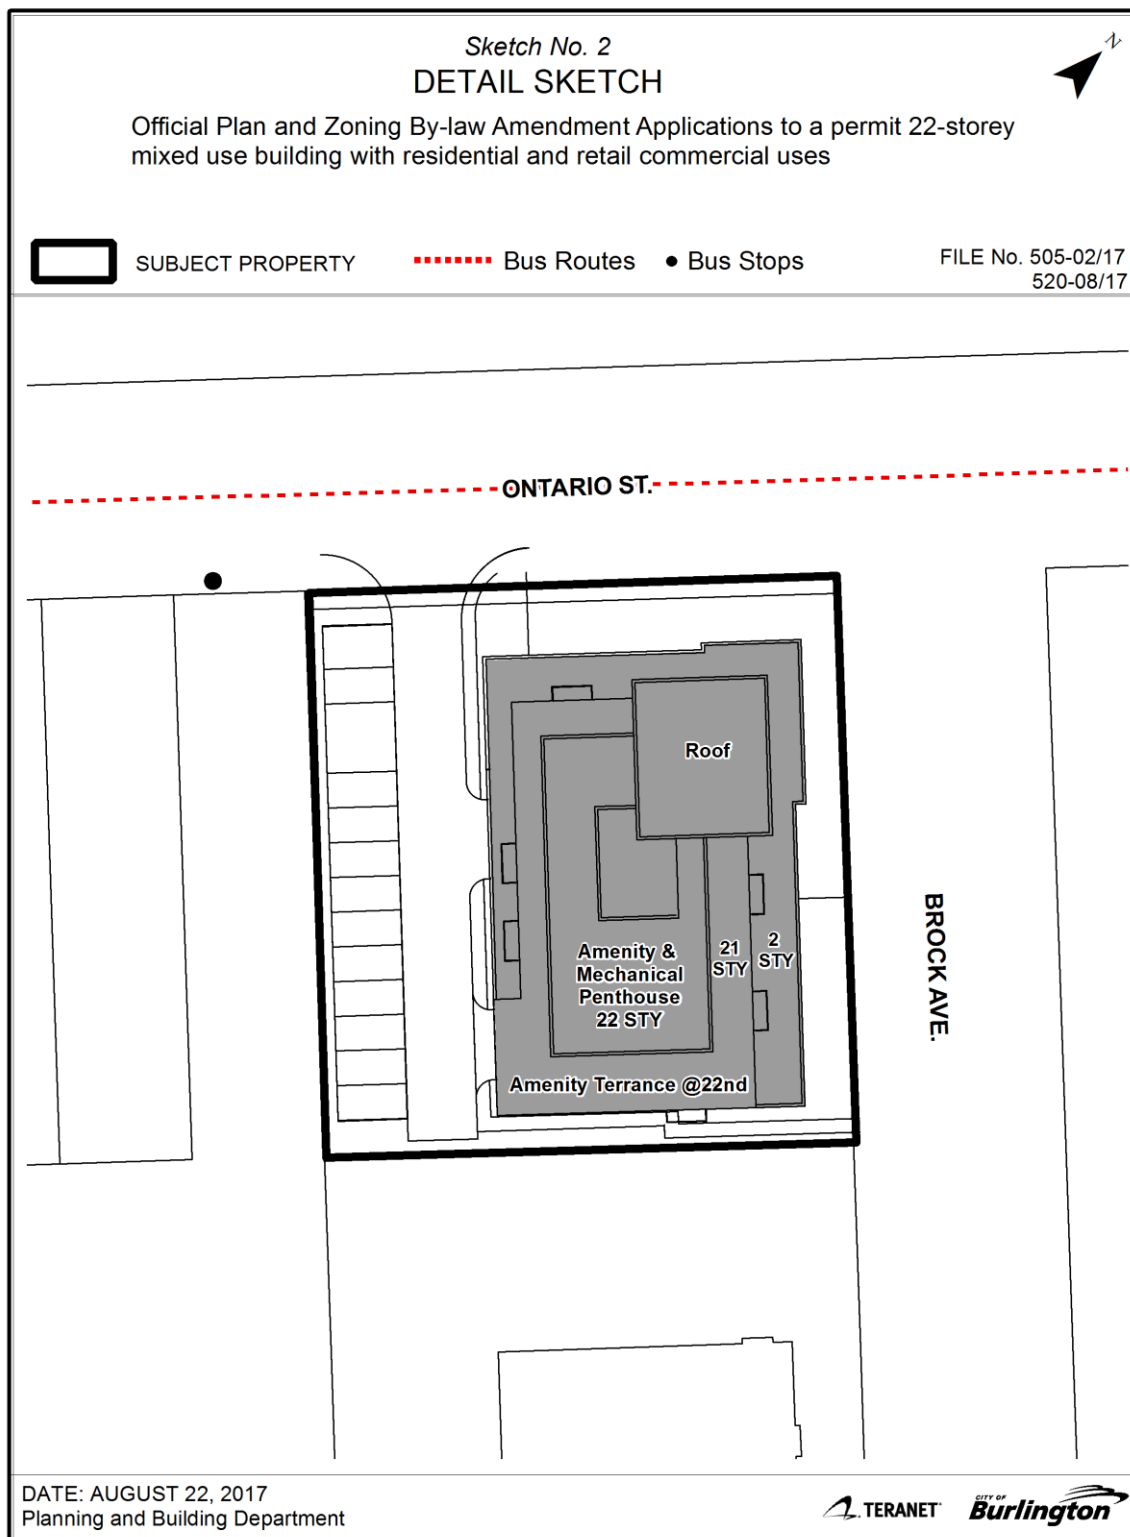 Sketch No. 2
DETAIL SKETCH
N
Official Plan and Zoning By-law Amendment Applications to a permit 22-storey
mixed use building with residential and retail commercial uses
SUBJECT PROPERTY
Bus Routes
Bus Stops
FILE No. 505-02/17
520-08/17
ONTARIO ST.
Roof
BROCK AVE.
Amenity &
Mechanical
Penthouse
22 STY
21
STY
2
STY
Amenity Terrance @22nd
DATE: AUGUST 22, 2017
Planning and Building Department
TERANET
CITY OF
Burlington